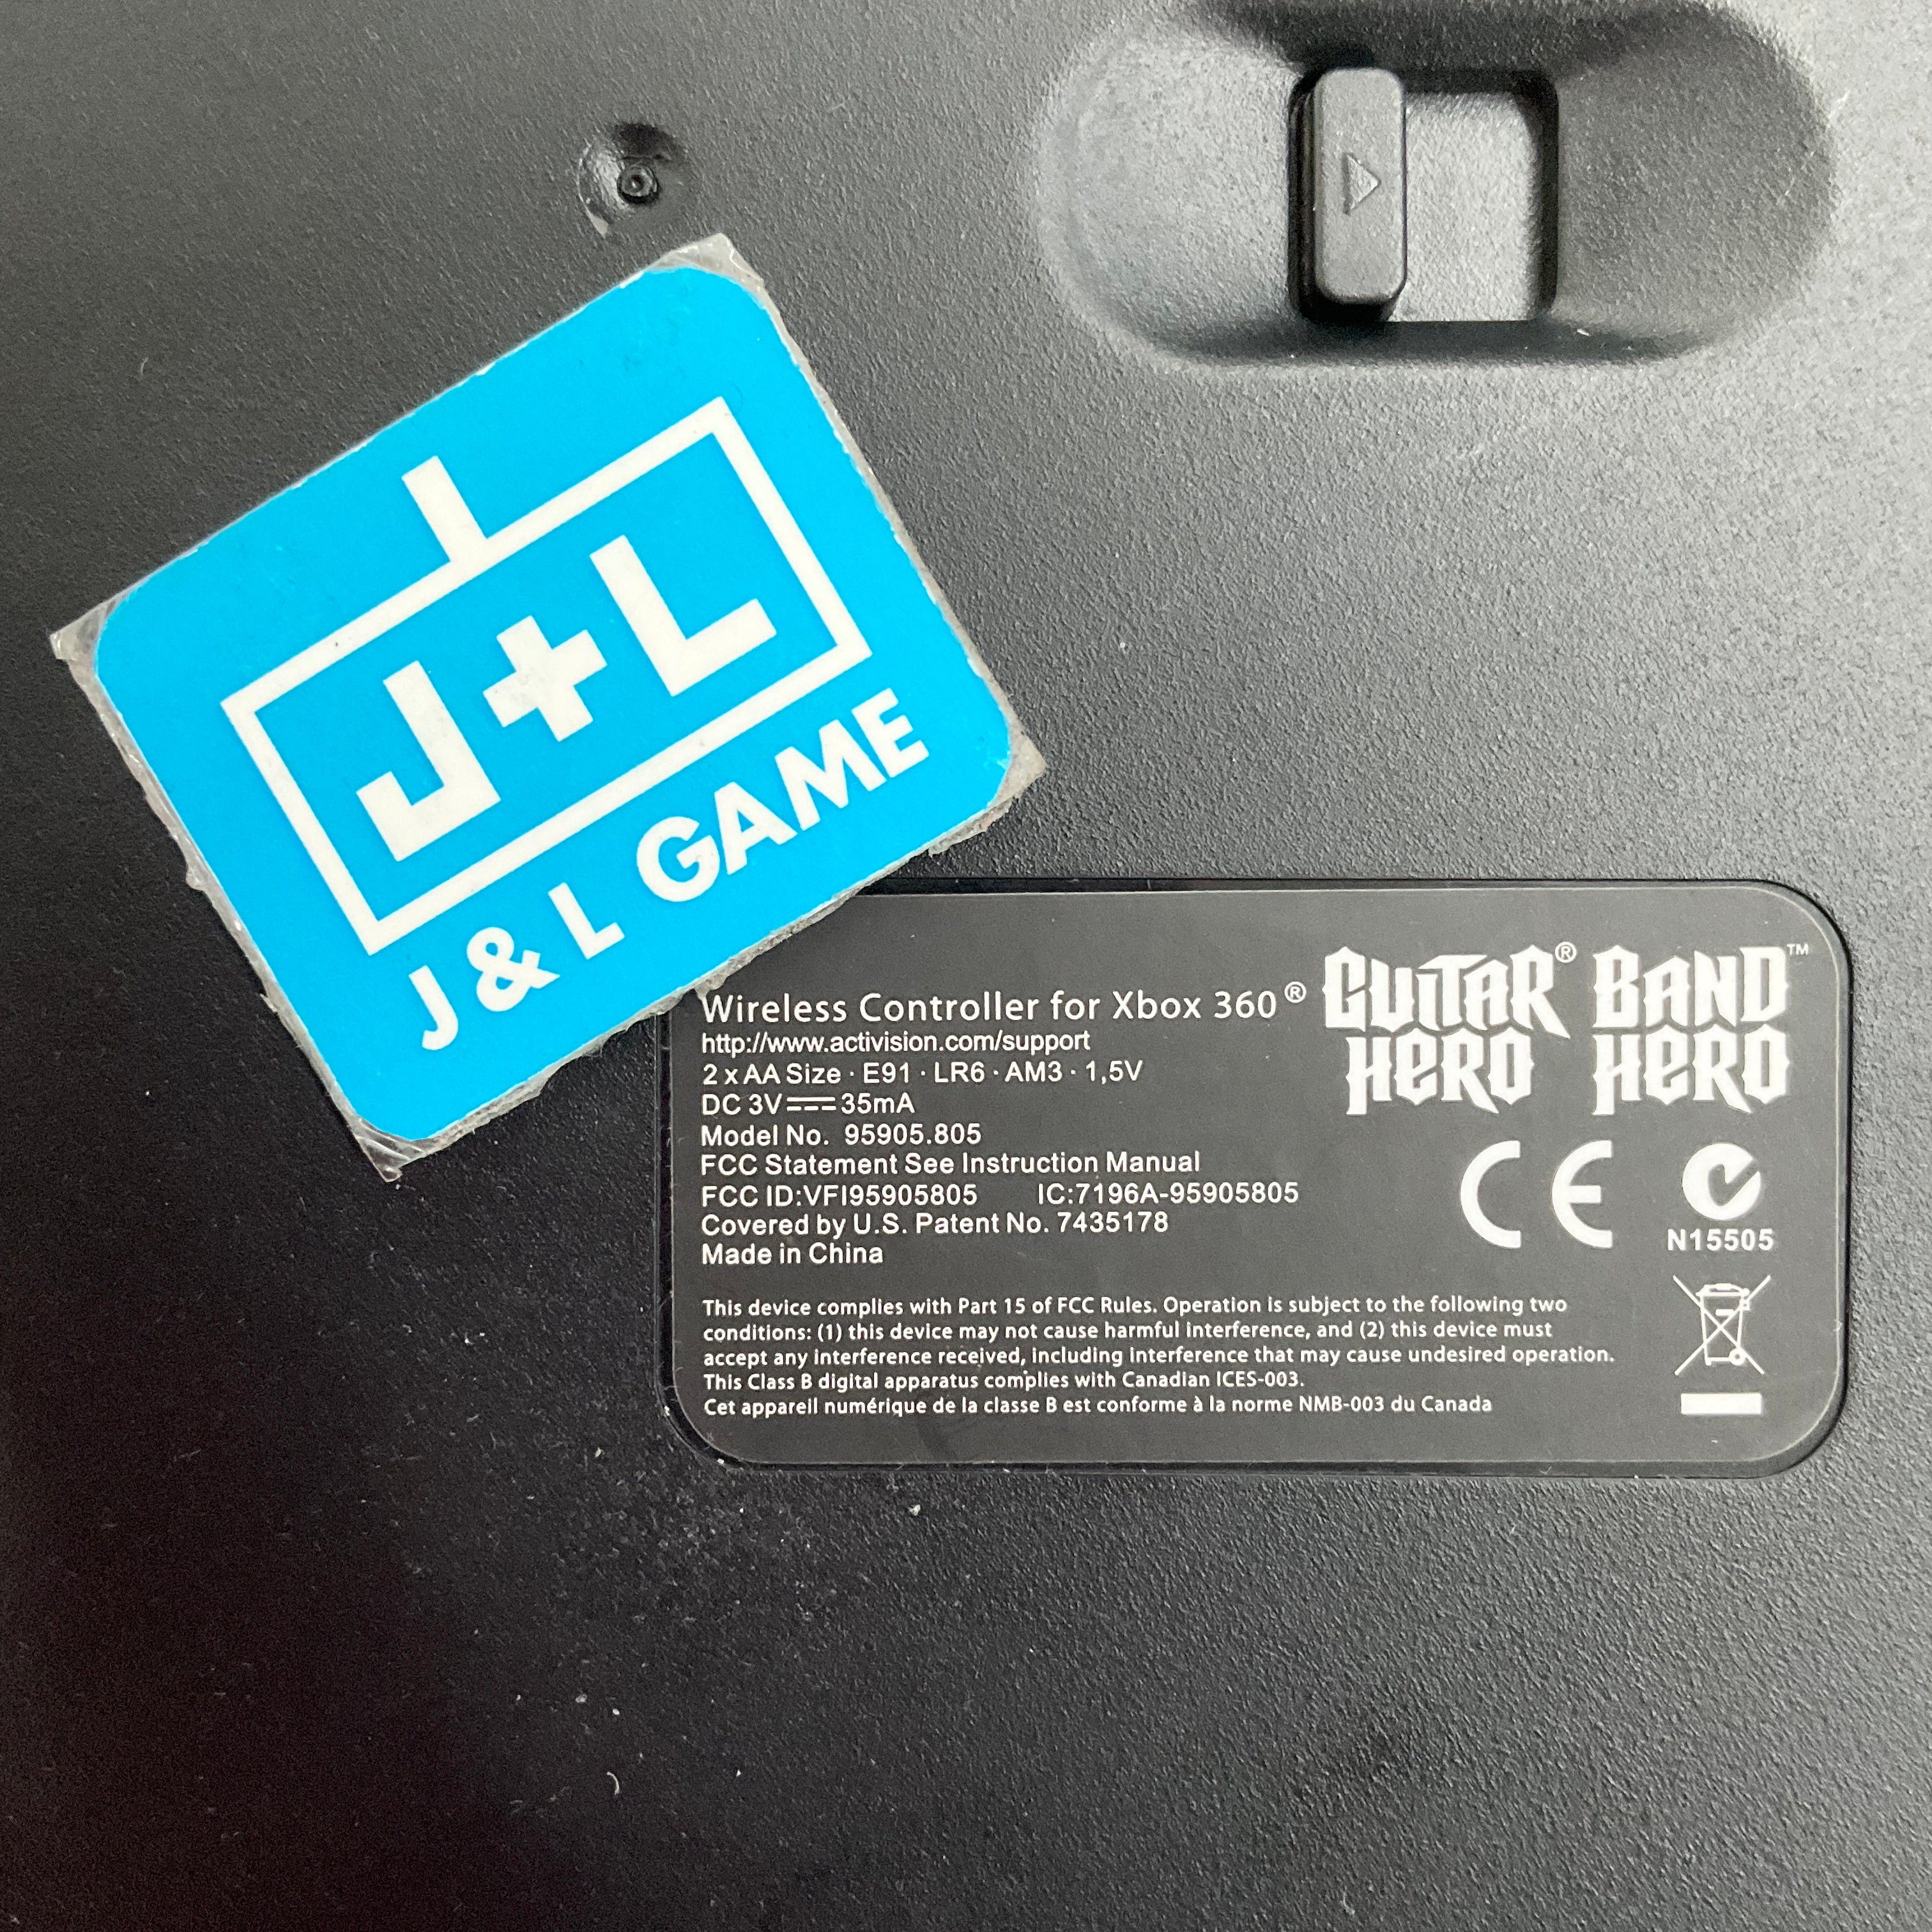 J+L
J & L GAME
GUITAR® HERO
BAND HERO™
Wireless Controller for Xbox 360®
http://www.activision.com/support
2 x AA Size · E91 · LR6 · AM3 · 1,5V
DC 3V⎓35mA
Model No. 95905.805
FCC Statement See Instruction Manual
FCC ID:VFI95905805 IC:7196A-95905805
Covered by U.S. Patent No. 7435178
Made in China
CE
N15505
This device complies with Part 15 of FCC Rules. Operation is subject to the following two
conditions: (1) this device may not cause harmful interference, and (2) this device must
accept any interference received, including interference that may cause undesired operation.
This Class B digital apparatus complies with Canadian ICES-003.
Cet appareil numérique de la classe B est conforme à la norme NMB-003 du Canada